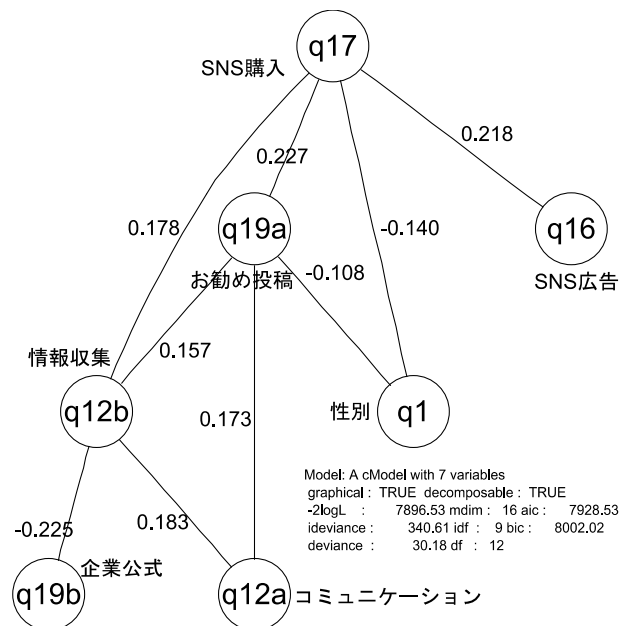 q17
SNS購入
0.218
0.227
0.178
q19a
-0.140
q16
お勧め投稿
-0.108
SNS広告
情報収集
0.157
q12b
0.173
性別
q1
Model: A cModel with 7 variables
graphical : TRUE decomposable : TRUE
-2logL : 7896.53 mdim : 16 aic : 7928.53
ideviance : 340.61 idf : 9 bic : 8002.02
deviance : 30.18 df : 12
-0.225
0.183
企業公式
q19b
q12a
コミュニケーション